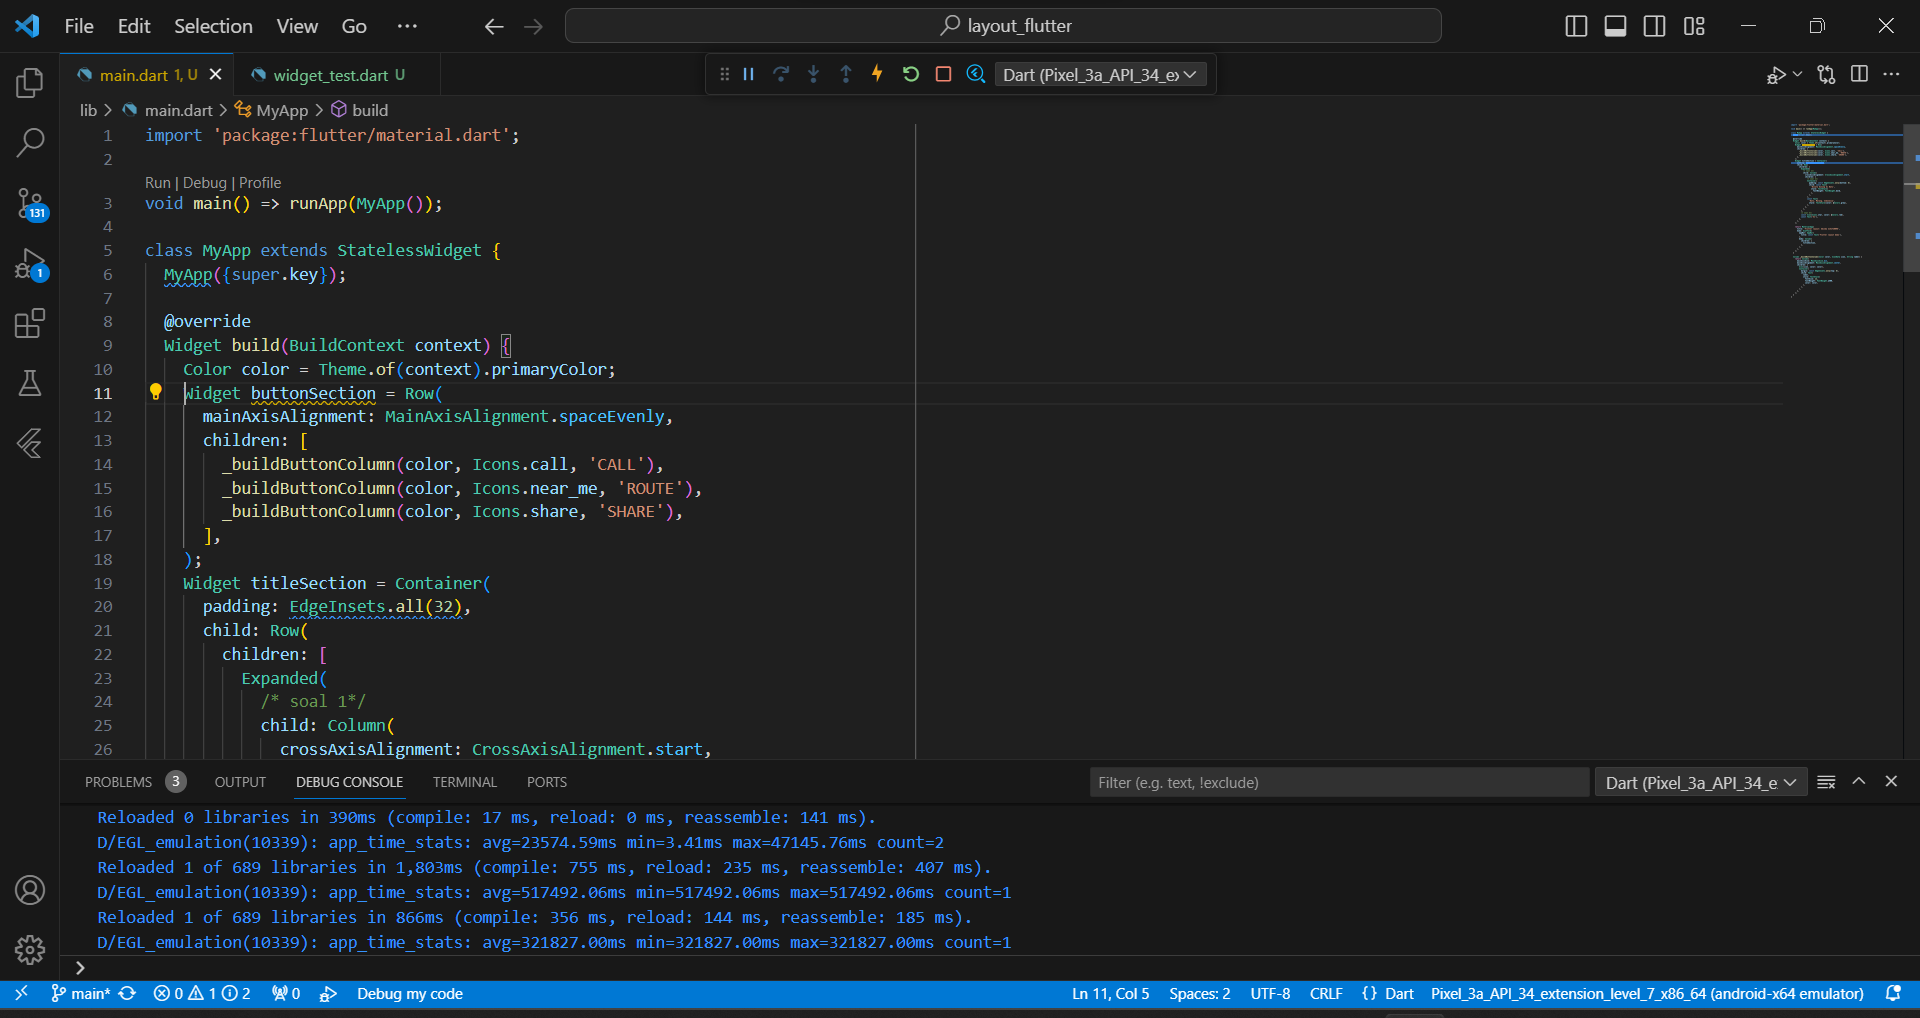 File Edit Selection View Go ··· layout_flutter
main.dart 1, U widget_test.dart U Dart (Pixel_3a_API_34_ex
lib > main.dart > MyApp > build
1 import 'package:flutter/material.dart';
2
Run | Debug | Profile
3 void main() => runApp(MyApp());
4
5 class MyApp extends StatelessWidget {
6 MyApp({super.key});
7
8 @override
9 Widget build(BuildContext context) {
10 Color color = Theme.of(context).primaryColor;
11 Widget buttonSection = Row(
12 mainAxisAlignment: MainAxisAlignment.spaceEvenly,
13 children: [
14 _buildButtonColumn(color, Icons.call, 'CALL'),
15 _buildButtonColumn(color, Icons.near_me, 'ROUTE'),
16 _buildButtonColumn(color, Icons.share, 'SHARE'),
17 ],
18 );
19 Widget titleSection = Container(
20 padding: EdgeInsets.all(32),
21 child: Row(
22 children: [
23 Expanded(
24 /* soal 1*/
25 child: Column(
26 crossAxisAlignment: CrossAxisAlignment.start,
131
1
PROBLEMS 3 OUTPUT DEBUG CONSOLE TERMINAL PORTS Filter (e.g. text, !exclude) Dart (Pixel_3a_API_34_e
Reloaded 0 libraries in 390ms (compile: 17 ms, reload: 0 ms, reassemble: 141 ms).
D/EGL_emulation(10339): app_time_stats: avg=23574.59ms min=3.41ms max=47145.76ms count=2
Reloaded 1 of 689 libraries in 1,803ms (compile: 755 ms, reload: 235 ms, reassemble: 407 ms).
D/EGL_emulation(10339): app_time_stats: avg=517492.06ms min=517492.06ms max=517492.06ms count=1
Reloaded 1 of 689 libraries in 866ms (compile: 356 ms, reload: 144 ms, reassemble: 185 ms).
D/EGL_emulation(10339): app_time_stats: avg=321827.00ms min=321827.00ms max=321827.00ms count=1
>
main* 0 1 2 0 Debug my code Ln 11, Col 5 Spaces: 2 UTF-8 CRLF {} Dart Pixel_3a_API_34_extension_level_7_x86_64 (android-x64 emulator)